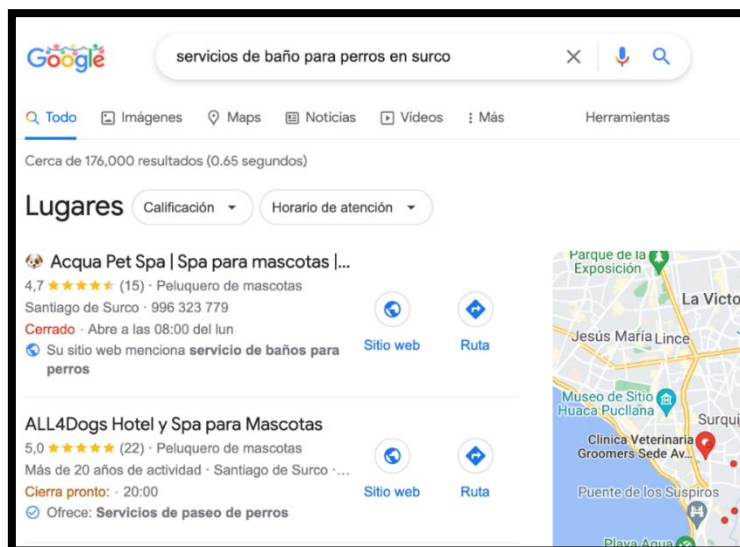 Google
servicios de baño para perros en surco
Todo
Imágenes
Maps
Noticias
Vídeos
Más
Herramientas
Cerca de 176,000 resultados (0.65 segundos)
Lugares
Calificación
Horario de atención
Acqua Pet Spa | Spa para mascotas |...
4,7 (15) · Peluquero de mascotas
Santiago de Surco · 996 323 779
Cerrado · Abre a las 08:00 del lun
Su sitio web menciona servicio de baños para
perros
Sitio web
Ruta
ALL4Dogs Hotel y Spa para Mascotas
5,0 (22) · Peluquero de mascotas
Más de 20 años de actividad · Santiago de Surco ·...
Cierra pronto: · 20:00
Ofrece: Servicios de paseo de perros
Sitio web
Ruta
Parque de la
Exposición
La Victo
Jesús María
Lince
Museo de Sitio
Huaca Pucllana
Surqui
Clinica Veterinaria
Groomers Sede Av...
Puente de los Suspiros
Playa Agua